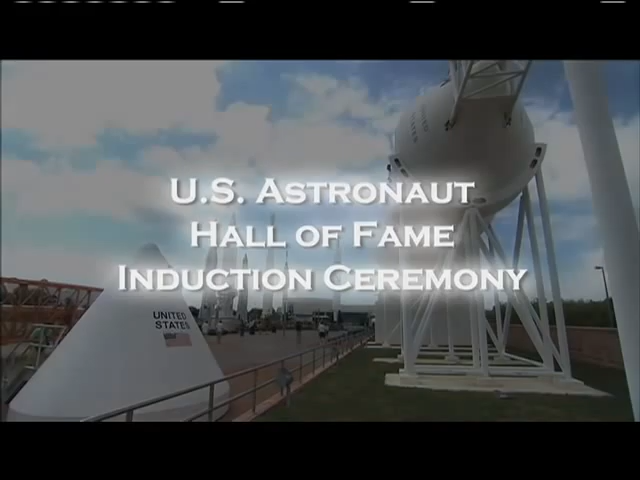 U.S. ASTRONAUT
HALL OF FAME
INDUCTION CEREMONY
UNITED
STATES